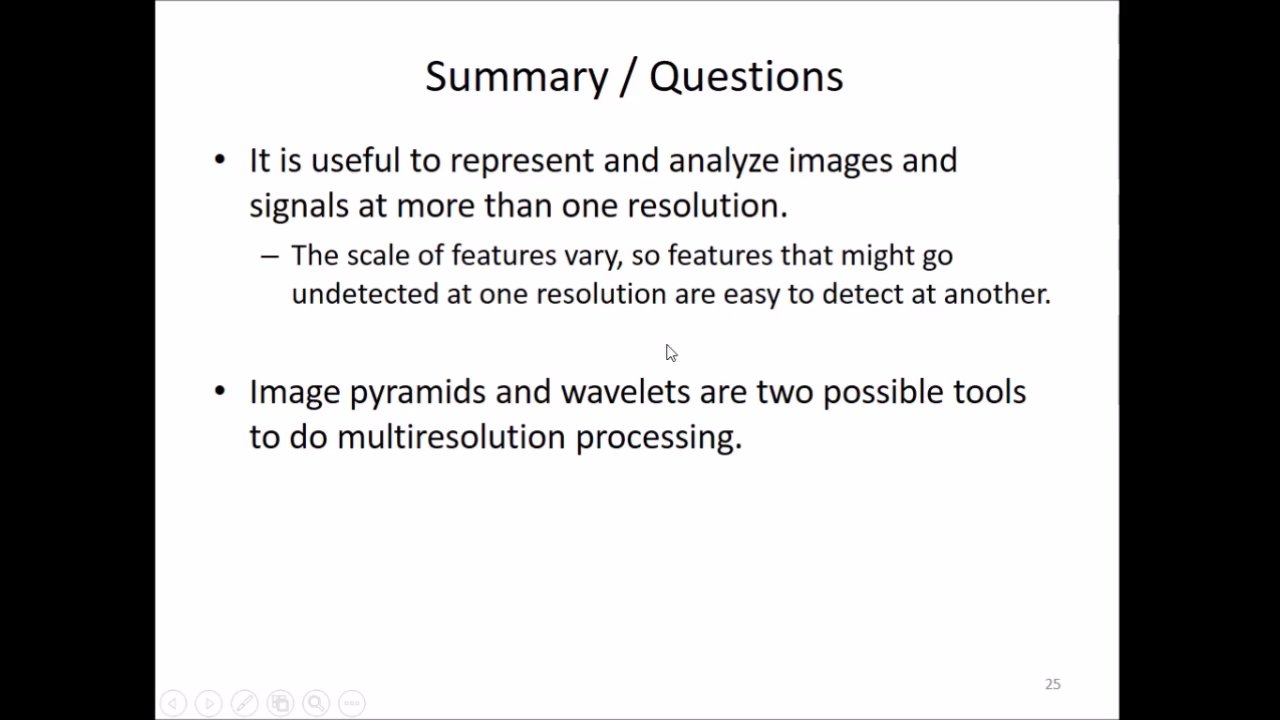 Summary / Questions
• It is useful to represent and analyze images and
signals at more than one resolution.
– The scale of features vary, so features that might go
undetected at one resolution are easy to detect at another.
• Image pyramids and wavelets are two possible tools
to do multiresolution processing.
25